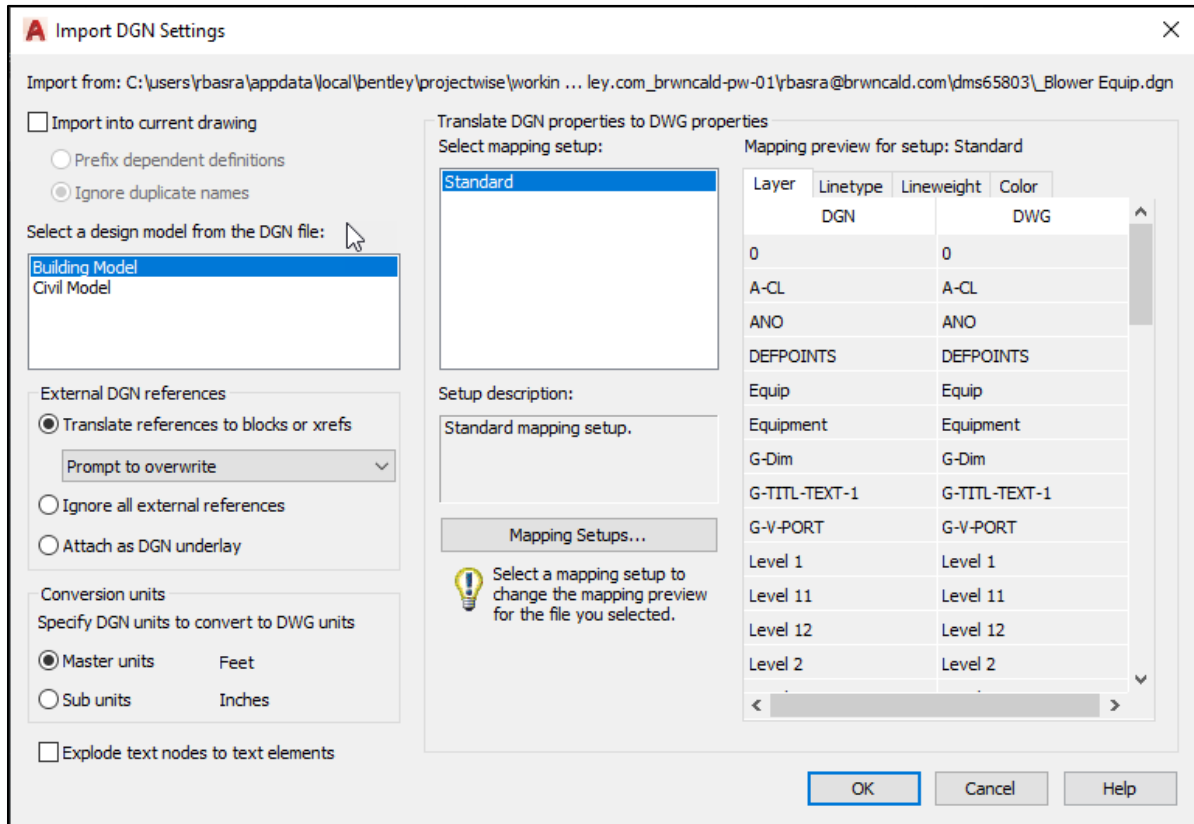 Import DGN Settings
Import from: C:\users\rbasra\appdata\local\bentley\projectwise\workin ... ley.com_brwncald-pw-01\rbasra@brwncald.com\dms65803\_Blower Equip.dgn
Import into current drawing
Prefix dependent definitions
Ignore duplicate names
Select a design model from the DGN file:
Building Model
Civil Model
External DGN references
Translate references to blocks or xrefs
Prompt to overwrite
Ignore all external references
Attach as DGN underlay
Conversion units
Specify DGN units to convert to DWG units
Master units Feet
Sub units Inches
Explode text nodes to text elements
Translate DGN properties to DWG properties
Select mapping setup:
Standard
Setup description:
Standard mapping setup.
Mapping Setups...
Select a mapping setup to
change the mapping preview
for the file you selected.
Mapping preview for setup: Standard
Layer Linetype Lineweight Color
DGN DWG
0 0
A-CL A-CL
ANO ANO
DEFPOINTS DEFPOINTS
Equip Equip
Equipment Equipment
G-Dim G-Dim
G-TITL-TEXT-1 G-TITL-TEXT-1
G-V-PORT G-V-PORT
Level 1 Level 1
Level 11 Level 11
Level 12 Level 12
Level 2 Level 2
OK Cancel Help